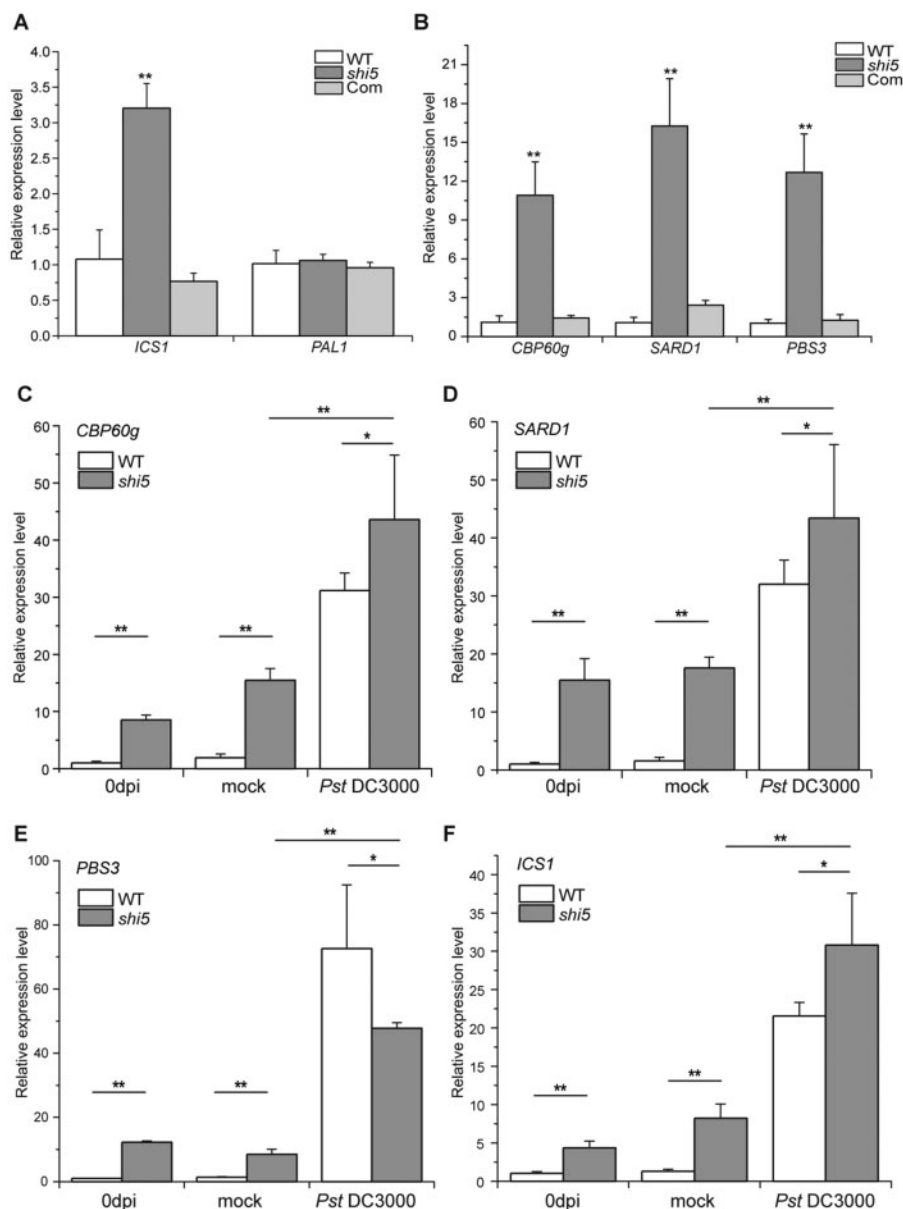 A
Relative expression level
4.0
3.5
3.0
2.5
2.0
1.5
1.0
0.5
0.0
**
WT
shi5
Com
ICS1 PAL1
B
Relative expression level
21
18
15
12
9
6
3
0
**
**
**
WT
shi5
Com
CBP60g SARD1 PBS3
C
CBP60g
WT
shi5
Relative expression level
60
50
40
30
20
10
0
**
**
**
*
0dpi mock Pst DC3000
D
SARD1
WT
shi5
Relative expression level
60
50
40
30
20
10
0
**
**
**
*
0dpi mock Pst DC3000
E
PBS3
WT
shi5
Relative expression level
100
80
60
40
20
0
**
**
**
*
0dpi mock Pst DC3000
F
ICS1
WT
shi5
Relative expression level
40
35
30
25
20
15
10
5
0
**
**
**
*
0dpi mock Pst DC3000